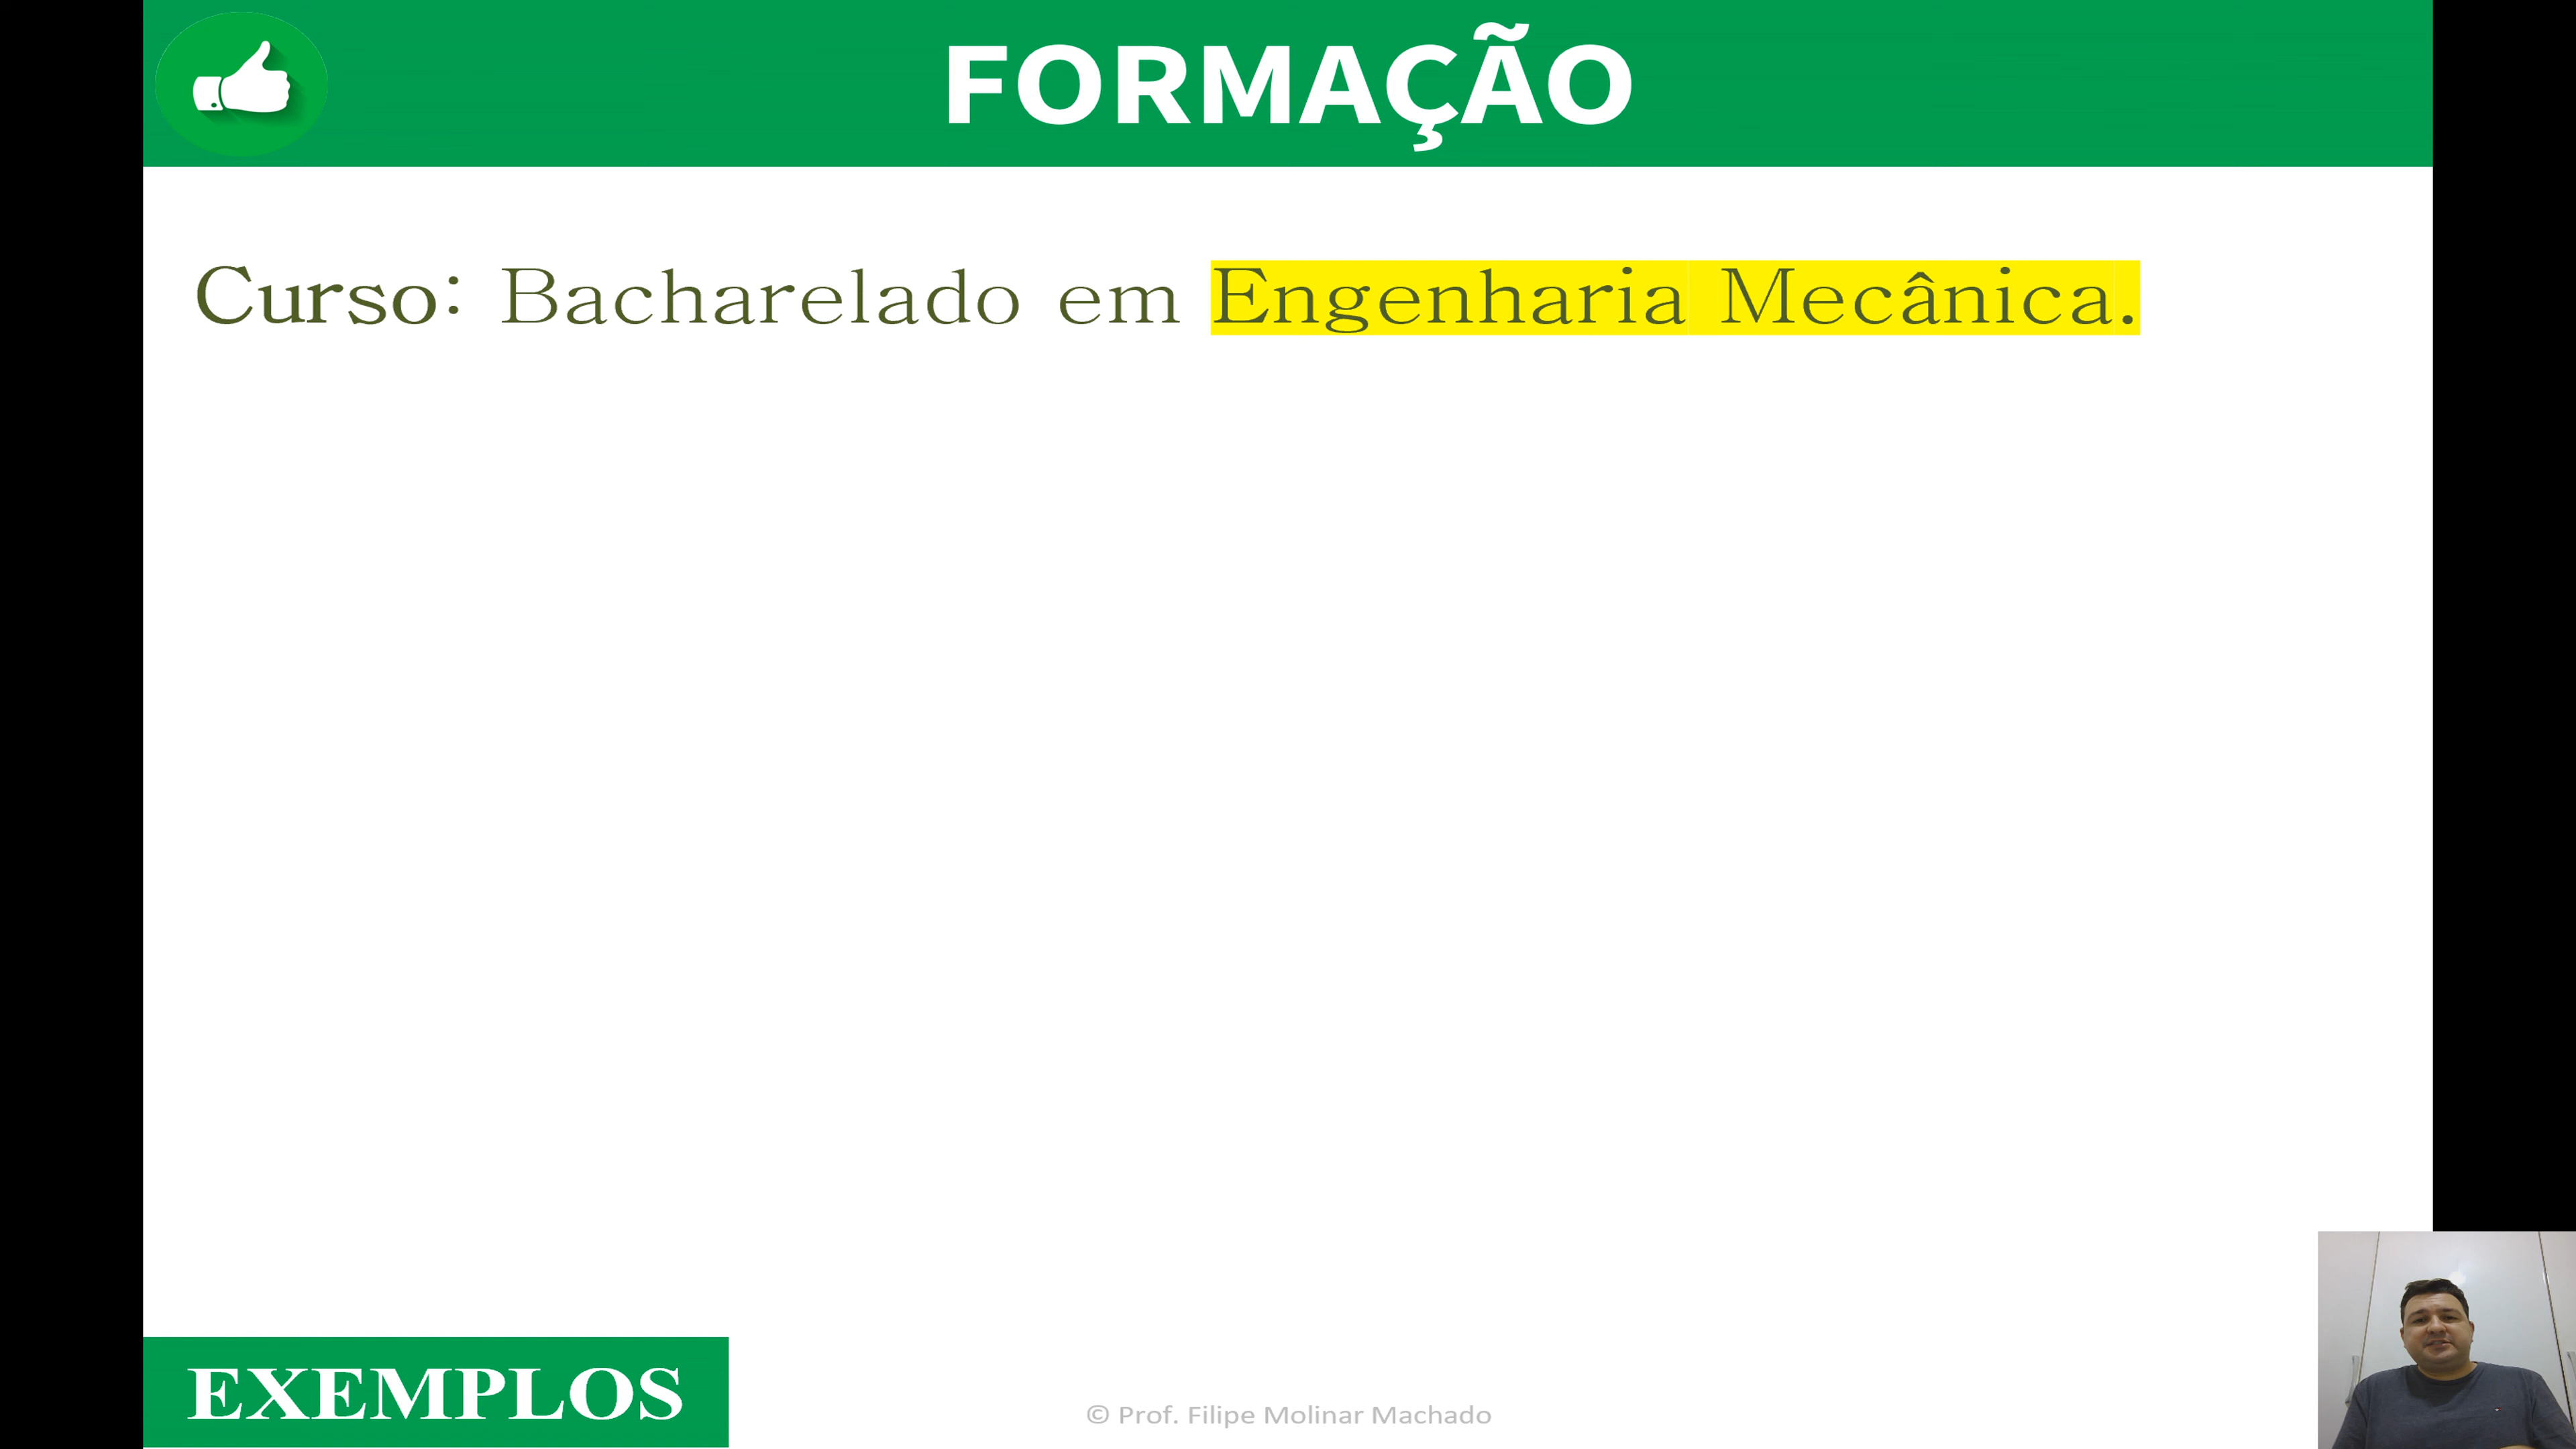 FORMAÇÃO
Curso: Bacharelado em Engenharia Mecânica.
EXEMPLOS
© Prof. Filipe Molinar Machado